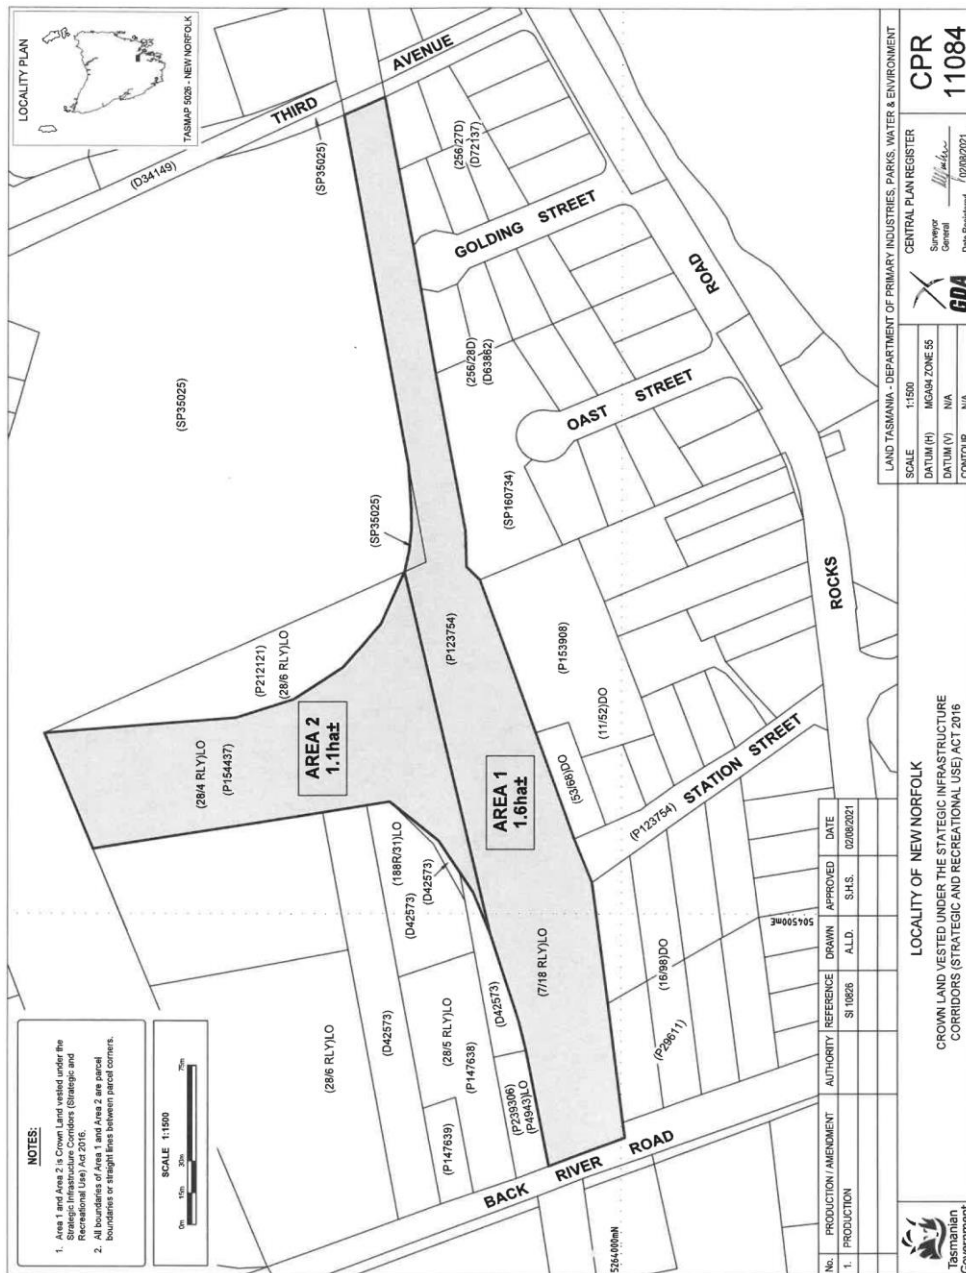 LOCALITY PLAN
TASMAP 5026 - NEW NORFOLK
NOTES:
1. Area 1 and Area 2 is Crown Land vested under the
Strategic Infrastructure Corridors (Strategic and
Recreational Use) Act 2016.
2. All boundaries of Area 1 and Area 2 are parcel
boundaries or straight lines between parcel corners.
SCALE 1:1500
0m 15m 30m 75m
(D34149)
THIRD AVENUE
(SP35025)
(SP35025)
(SP35025)
(256/27D)
(D72137)
GOLDING STREET
(256/28D)
(D63862)
OAST STREET
(SP160734)
ROCKS ROAD
(P212121)
(28/6 RLY)LO
(28/4 RLY)LO
(P154437)
AREA 2
1.1ha±
(P123754)
AREA 1
1.6ha±
(P153908)
(11/52)DO
(53/68)DO
(P123754) STATION STREET
(188R/31)LO
(D42573)
(D42573)
(D42573)
(D42573)
(28/6 RLY)LO
(28/5 RLY)LO
(P147638)
(P147639)
(P239306)
(P4943)LO
(7/18 RLY)LO
(16/98)DO
(P29611)
BACK RIVER ROAD
504500mE
5264000mN
No. PRODUCTION / AMENDMENT AUTHORITY REFERENCE DRAWN APPROVED DATE
1. PRODUCTION SI 10826 A.L.D. S.H.S. 02/08/2021
Tasmanian
Government
LOCALITY OF NEW NORFOLK
CROWN LAND VESTED UNDER THE STATEGIC INFRASTRUCTURE
CORRIDORS (STRATEGIC AND RECREATIONAL USE) ACT 2016
LAND TASMANIA - DEPARTMENT OF PRIMARY INDUSTRIES, PARKS, WATER & ENVIRONMENT
SCALE 1:1500
DATUM (H) MGA94 ZONE 55
DATUM (V) N/A
CONTOUR N/A
GDA
CENTRAL PLAN REGISTER
Surveyor
General
Date Registered 02/08/2021
CPR
11084